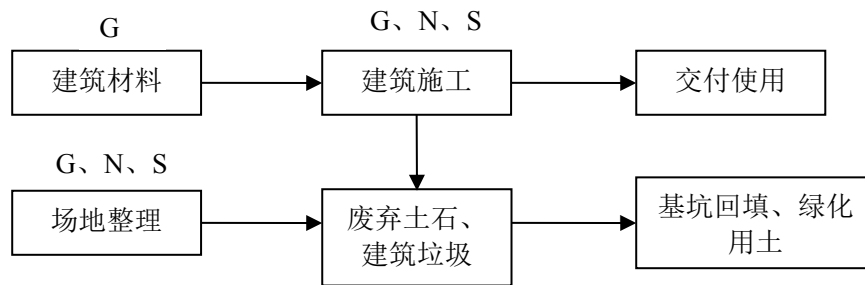 G
G、N、S
建筑材料
建筑施工
交付使用
G、N、S
场地整理
废弃土石、
建筑垃圾
基坑回填、绿化
用土